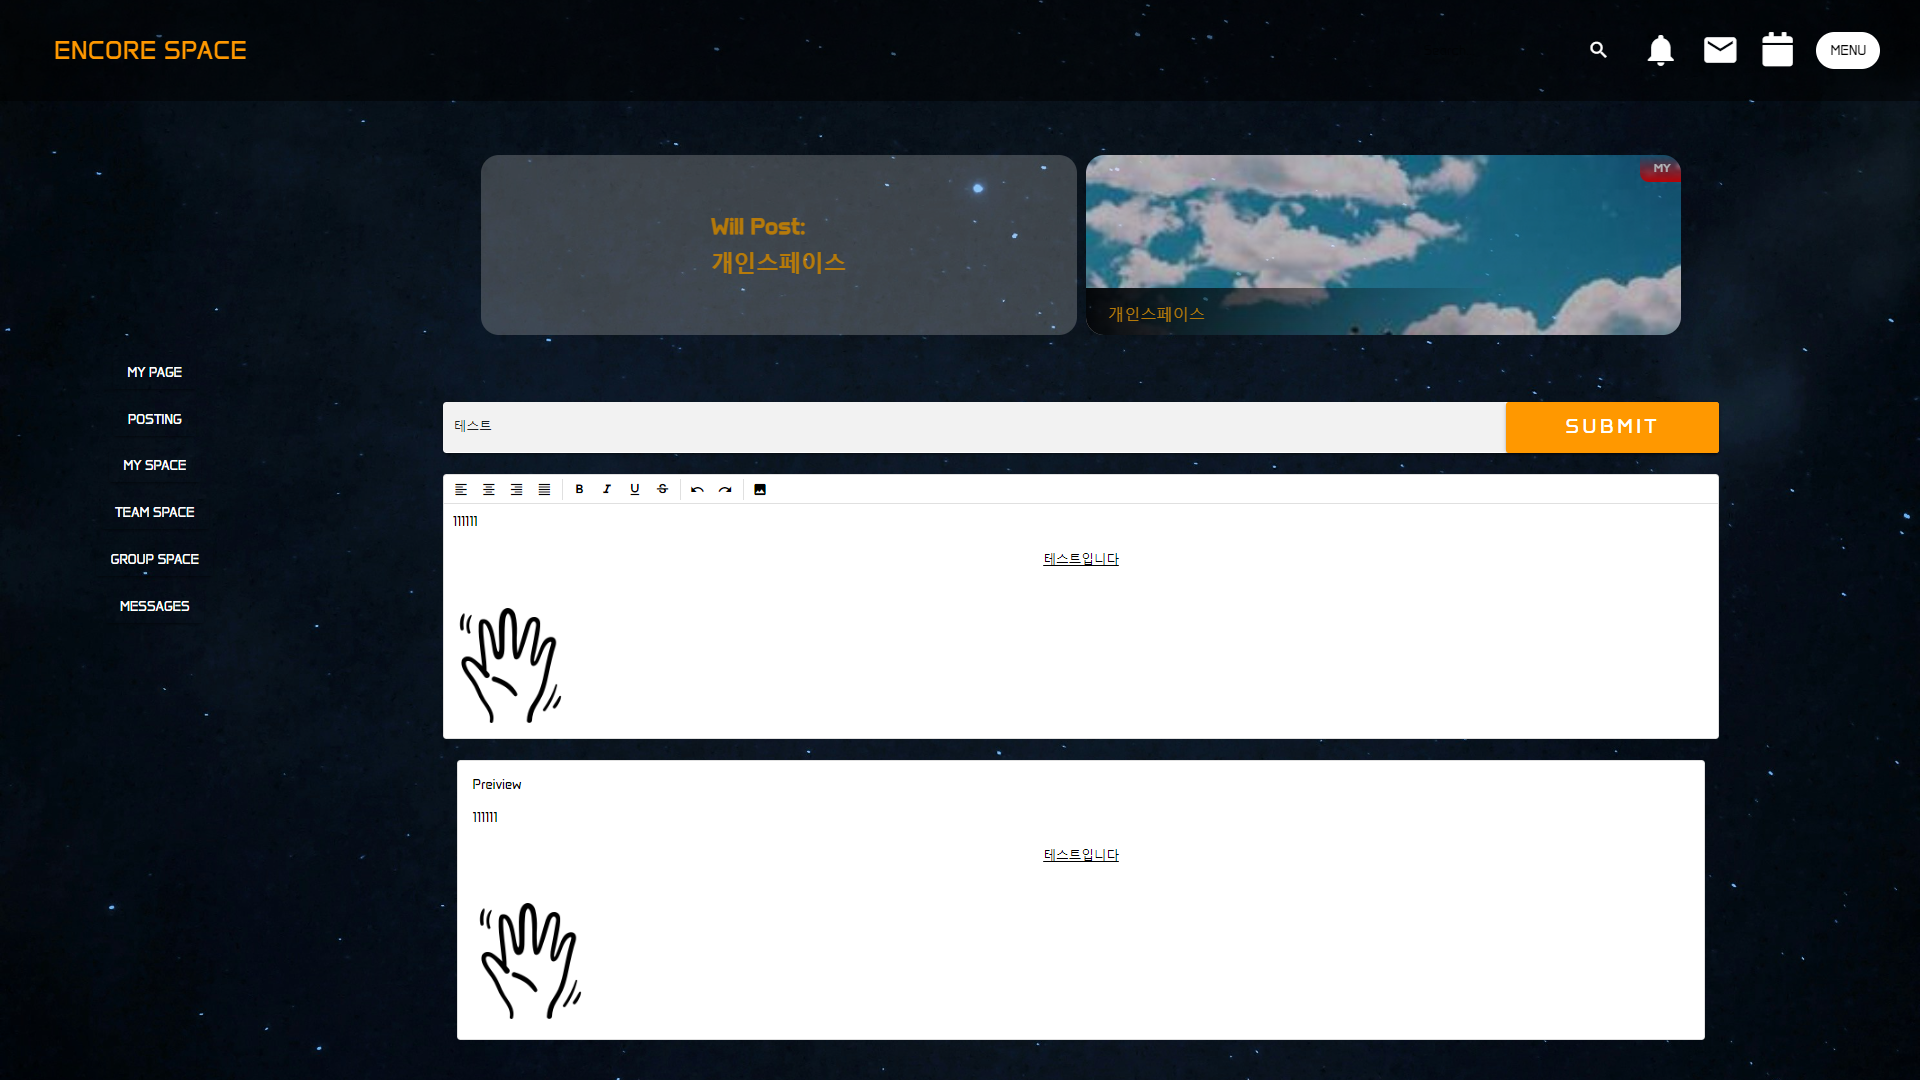 ENCORE SPACE
MENU
Will Post:
개인스페이스
MY
개인스페이스
MY PAGE
POSTING
MY SPACE
TEAM SPACE
GROUP SPACE
MESSAGES
테스트
SUBMIT
B I U S
111111
테스트입니다
Preiview
111111
테스트입니다